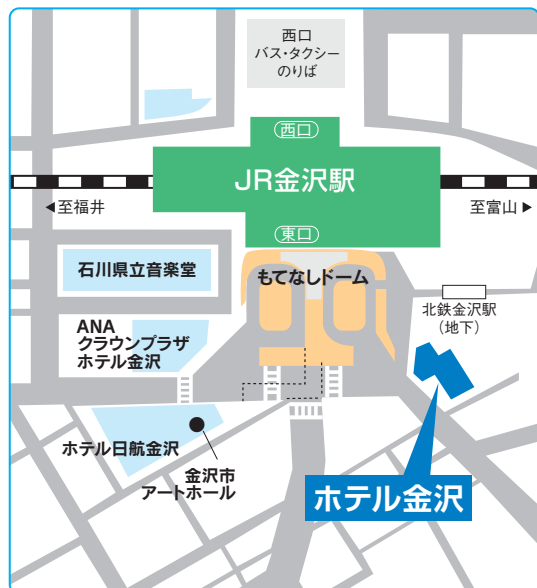 西口
バス・タクシー
のりば
西口
JR金沢駅
◀至福井
至富山▶
東口
もてなしドーム
石川県立音楽堂
北鉄金沢駅
(地下)
ANA
クラウンプラザ
ホテル金沢
ホテル日航金沢
金沢市
アートホール
ホテル金沢